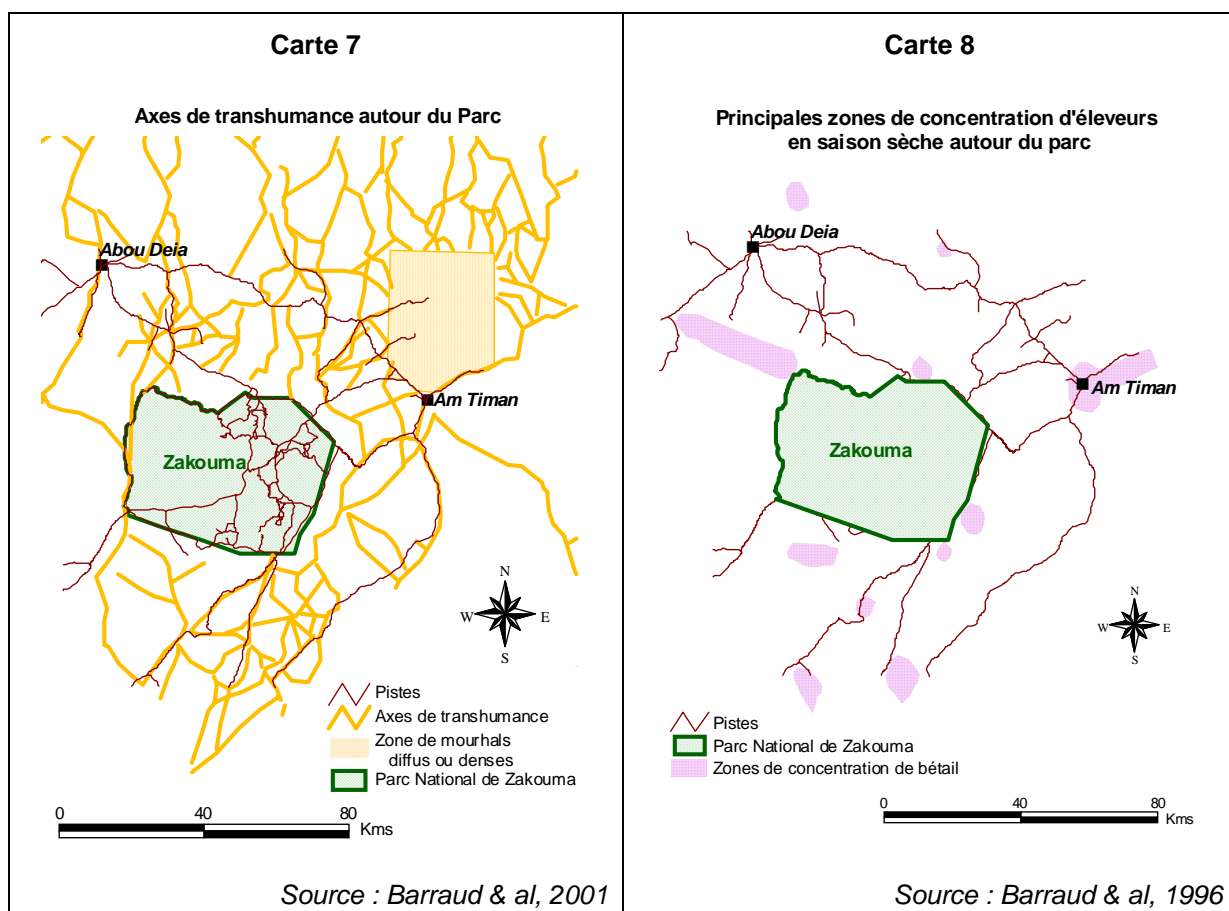 Carte 7
Axes de transhumance autour du Parc
Abou Deia
Am Timan
Zakouma
N
W E
S
Pistes
Axes de transhumance
Zone de mourhals
diffus ou denses
Parc National de Zakouma
0 40 80
Kms
Source : Barraud & al, 2001
Carte 8
Principales zones de concentration d'éleveurs
en saison sèche autour du parc
Abou Deia
Am Timan
Zakouma
N
W E
S
Pistes
Parc National de Zakouma
Zones de concentration de bétail
0 40 80
Kms
Source : Barraud & al, 1996